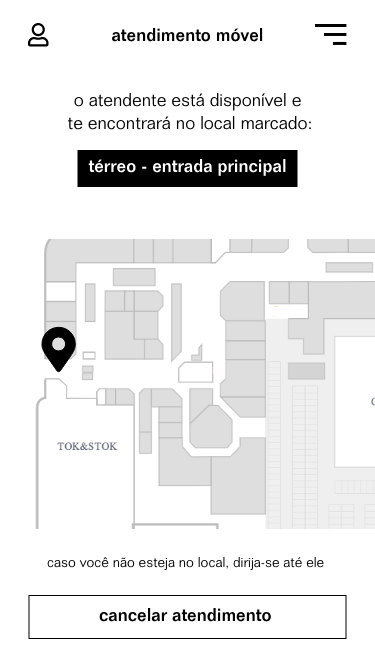 atendimento móvel
o atendente está disponível e
te encontrará no local marcado:
térreo - entrada principal
TOK&STOK
caso você não esteja no local, dirija-se até ele
cancelar atendimento